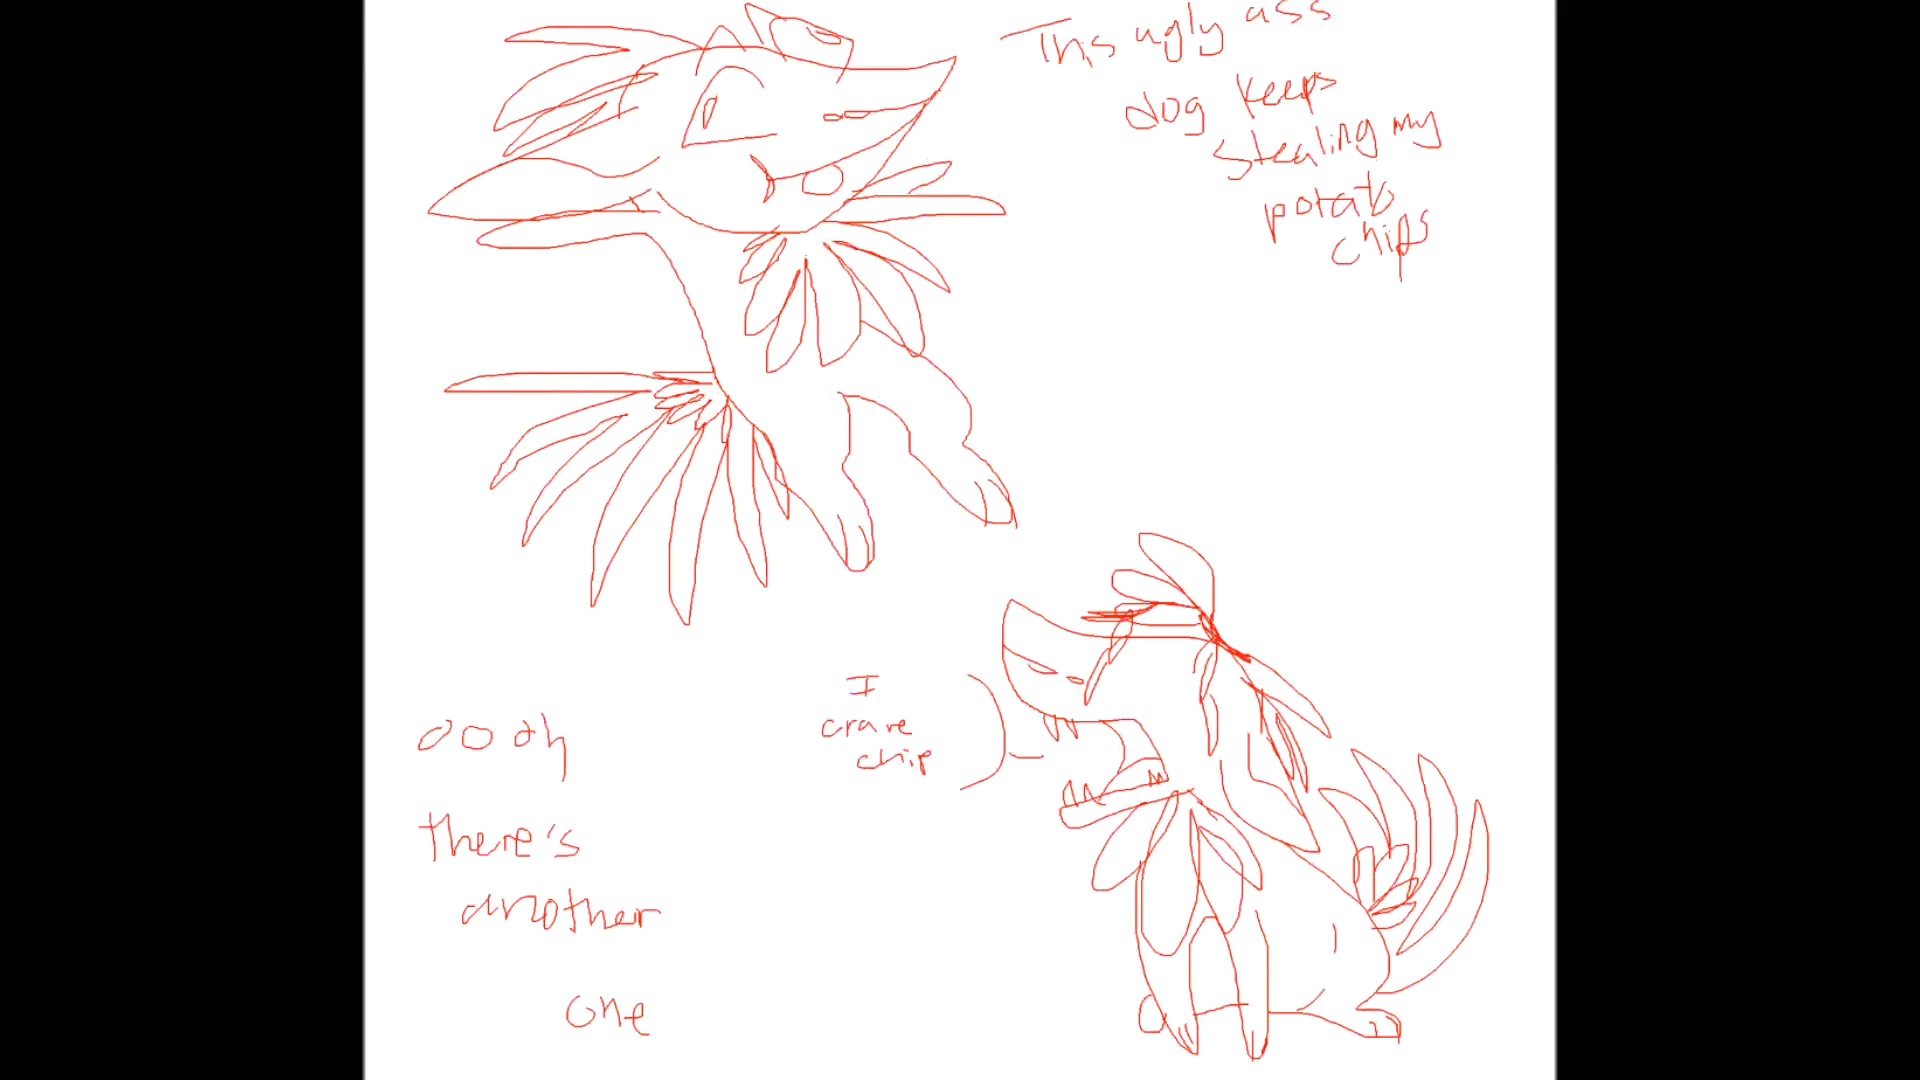 This ugly ass
dog keeps
stealing my
potato
chips
I
crave
chip
oooh
there's
another
one